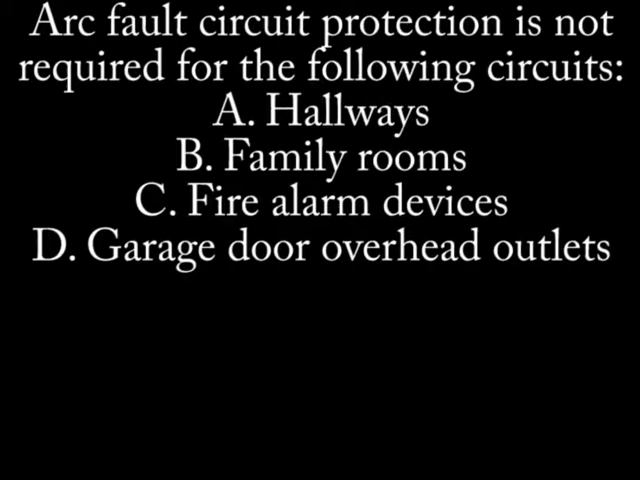 Arc fault circuit protection is not
required for the following circuits:
A. Hallways
B. Family rooms
C. Fire alarm devices
D. Garage door overhead outlets